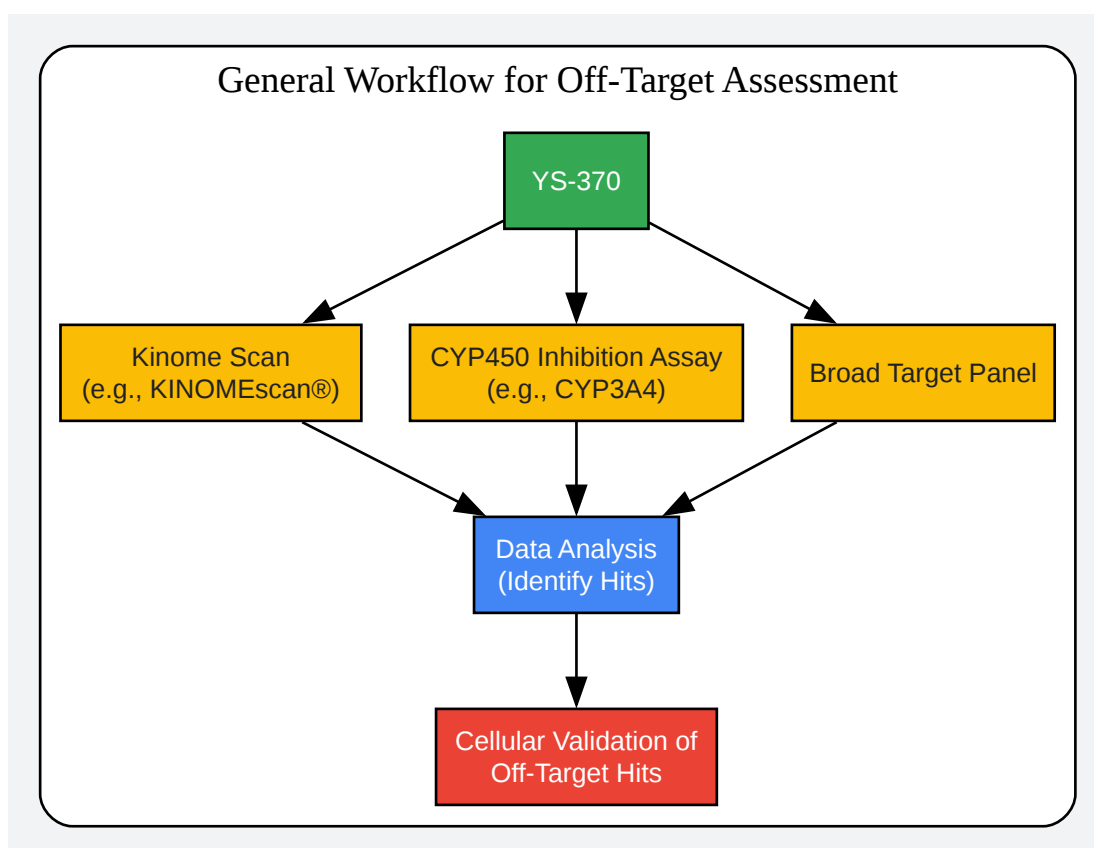 General Workflow for Off-Target Assessment
YS-370
Kinome Scan
(e.g., KINOMEscan®)
CYP450 Inhibition Assay
(e.g., CYP3A4)
Broad Target Panel
Data Analysis
(Identify Hits)
Cellular Validation of
Off-Target Hits